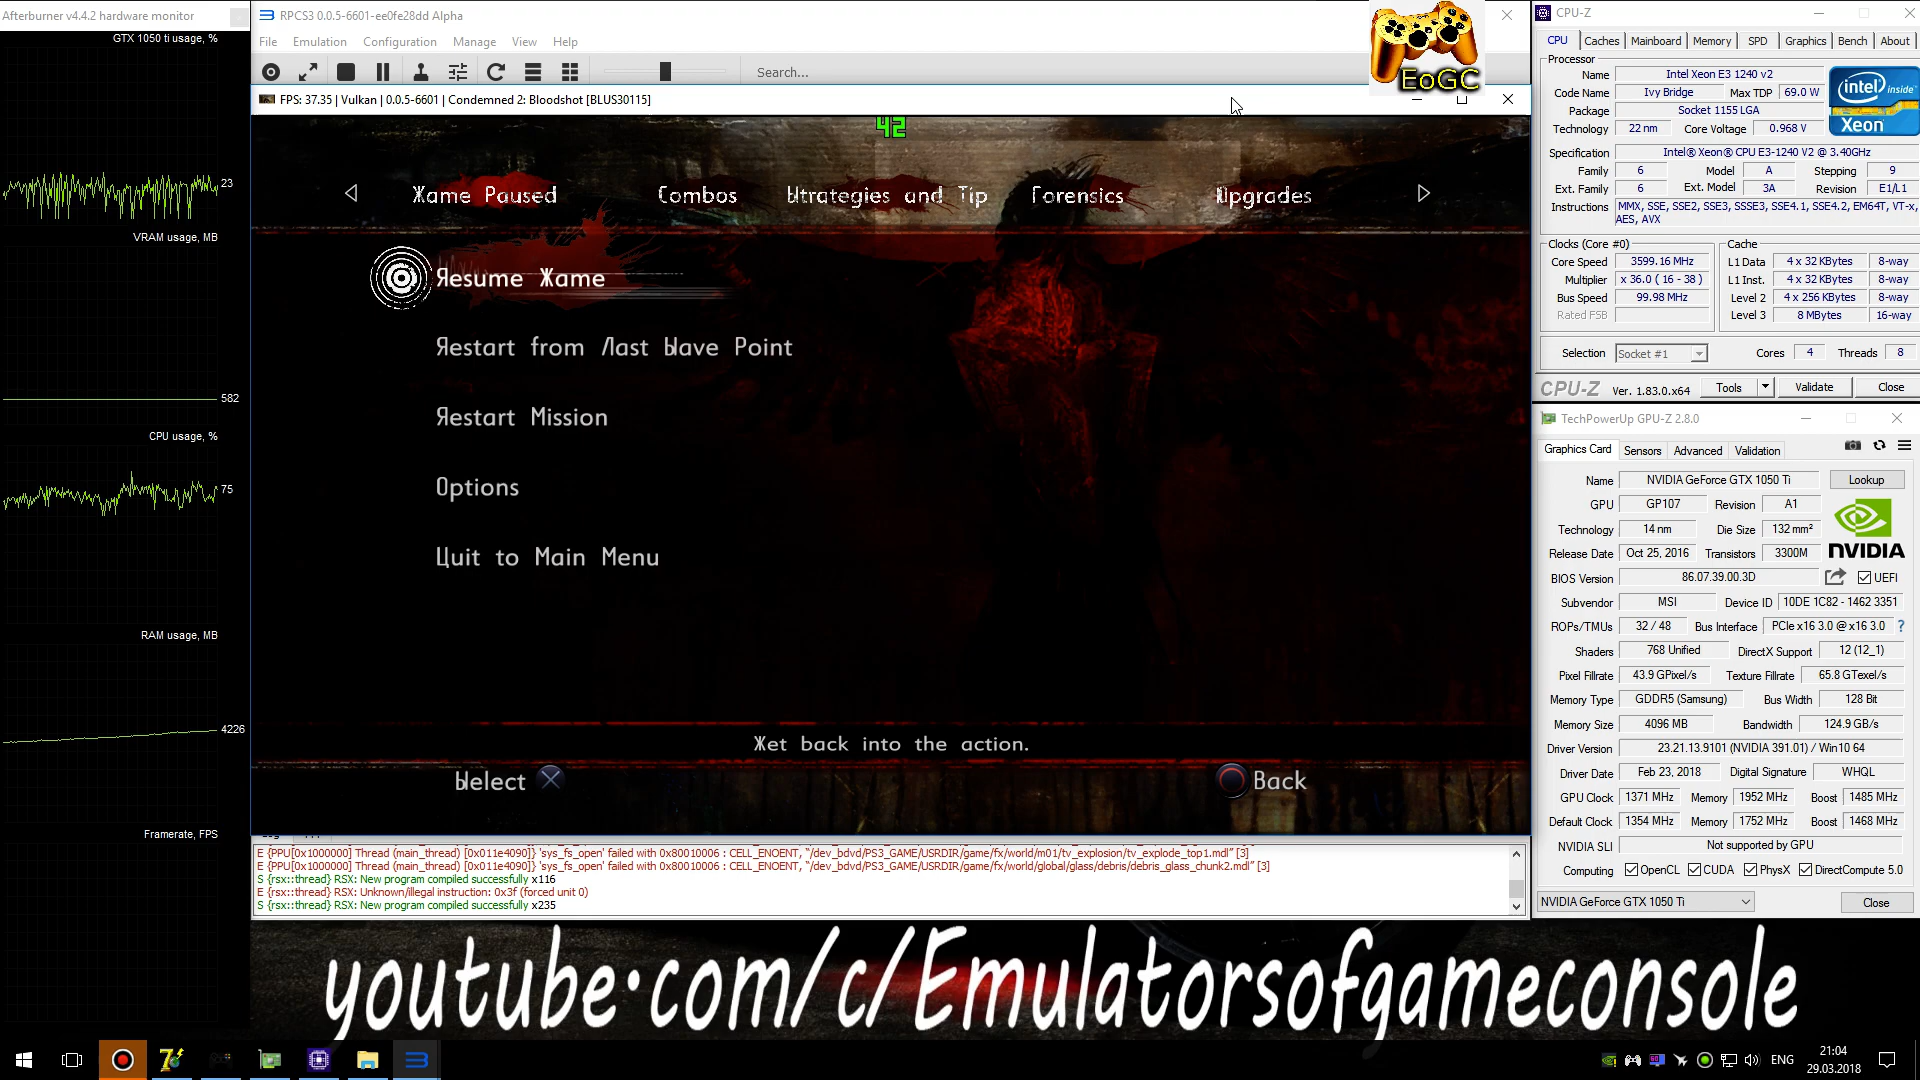 Afterburner v4.4.2 hardware monitor
GTX 1050 ti usage, %
23
VRAM usage, MB
582
CPU usage, %
75
RAM usage, MB
4226
Framerate, FPS
RPCS3 0.0.5-6601-ee0fe28dd Alpha
File Emulation Configuration Manage View Help
Search...
EoGC
FPS: 37.35 | Vulkan | 0.0.5-6601 | Condemned 2: Bloodshot [BLUS30115]
42
Жame Paused Combos Ыtrategies and Tip Forensics Upgrades
Яesume Жame
Яestart from Лast Ыave Point
Яestart Mission
Options
Цuit to Main Menu
Жet back into the action.
Ыelect Back
E {PPU[0x1000000] Thread (main_thread) [0x011e4090]} 'sys_fs_open' failed with 0x80010006 : CELL_ENOENT, "/dev_bdvd/PS3_GAME/USRDIR/game/fx/world/m01/tv_explosion/tv_explode_top1.mdl" [3]
E {PPU[0x1000000] Thread (main_thread) [0x011e4090]} 'sys_fs_open' failed with 0x80010006 : CELL_ENOENT, "/dev_bdvd/PS3_GAME/USRDIR/game/fx/world/global/glass/debris/debris_glass_chunk2.mdl" [3]
S {rsx::thread} RSX: New program compiled successfully x116
E {rsx::thread} RSX: Unknown/illegal instruction: 0x3f (forced unit 0)
S {rsx::thread} RSX: New program compiled successfully x235
youtube.com/c/Emulatorsofgameconsole
CPU-Z
CPU Caches Mainboard Memory SPD Graphics Bench About
Processor
Name Intel Xeon E3 1240 v2
Code Name Ivy Bridge Max TDP 69.0 W
Package Socket 1155 LGA
Technology 22 nm Core Voltage 0.968 V
intel inside™ Xeon
Specification Intel® Xeon® CPU E3-1240 V2 @ 3.40GHz
Family 6 Model A Stepping 9
Ext. Family 6 Ext. Model 3A Revision E1/L1
Instructions MMX, SSE, SSE2, SSE3, SSSE3, SSE4.1, SSE4.2, EM64T, VT-x,
AES, AVX
Clocks (Core #0) Cache
Core Speed 3599.16 MHz L1 Data 4 x 32 KBytes 8-way
Multiplier x 36.0 ( 16 - 38 ) L1 Inst. 4 x 32 KBytes 8-way
Bus Speed 99.98 MHz Level 2 4 x 256 KBytes 8-way
Rated FSB Level 3 8 MBytes 16-way
Selection Socket #1 Cores 4 Threads 8
CPU-Z Ver. 1.83.0.x64 Tools Validate Close
TechPowerUp GPU-Z 2.8.0
Graphics Card Sensors Advanced Validation
Name NVIDIA GeForce GTX 1050 Ti Lookup
GPU GP107 Revision A1
Technology 14 nm Die Size 132 mm²
Release Date Oct 25, 2016 Transistors 3300M
NVIDIA
BIOS Version 86.07.39.00.3D UEFI
Subvendor MSI Device ID 10DE 1C82 - 1462 3351
ROPs/TMUs 32 / 48 Bus Interface PCIe x16 3.0 @ x16 3.0 ?
Shaders 768 Unified DirectX Support 12 (12_1)
Pixel Fillrate 43.9 GPixel/s Texture Fillrate 65.8 GTexel/s
Memory Type GDDR5 (Samsung) Bus Width 128 Bit
Memory Size 4096 MB Bandwidth 124.9 GB/s
Driver Version 23.21.13.9101 (NVIDIA 391.01) / Win10 64
Driver Date Feb 23, 2018 Digital Signature WHQL
GPU Clock 1371 MHz Memory 1952 MHz Boost 1485 MHz
Default Clock 1354 MHz Memory 1752 MHz Boost 1468 MHz
NVIDIA SLI Not supported by GPU
Computing OpenCL CUDA PhysX DirectCompute 5.0
NVIDIA GeForce GTX 1050 Ti Close
ENG
21:04
29.03.2018